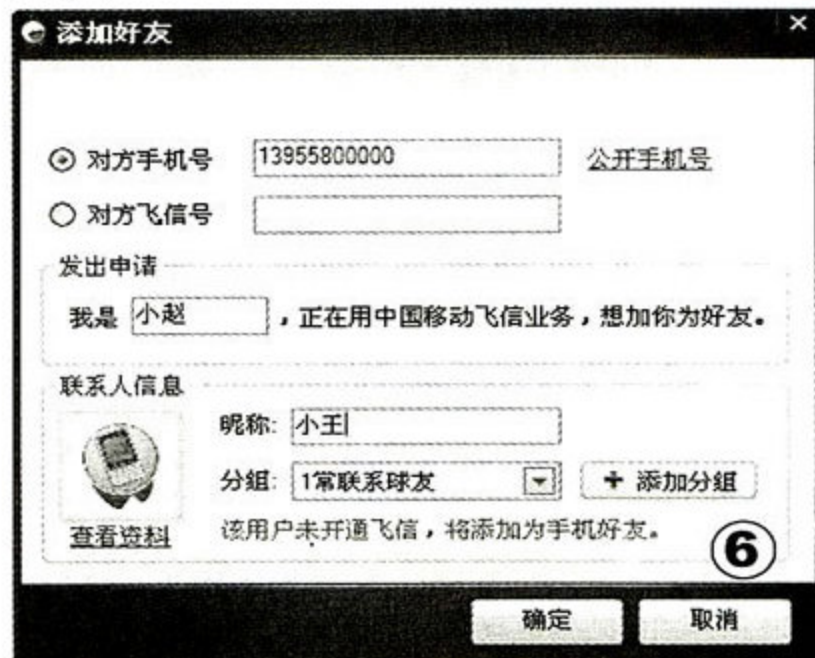 添加好友
对方手机号 13955800000 公开手机号
对方飞信号
发出申请
我是 小赵 ，正在用中国移动飞信业务，想加你为好友。
联系人信息
昵称: 小王
分组: 1常联系球友 + 添加分组
查看资料 该用户未开通飞信，将添加为手机好友。
⑥
确定 取消